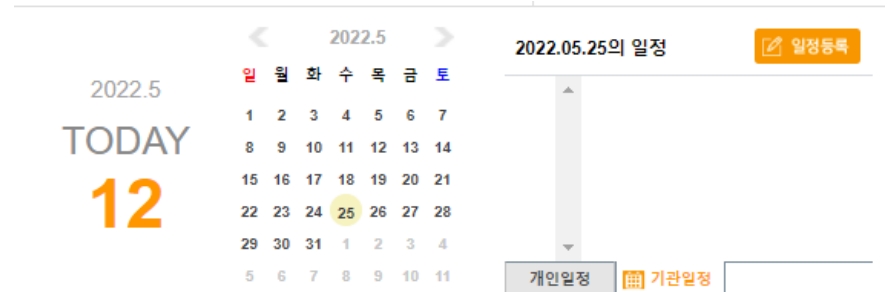 2022.5
TODAY
12
2022.5
일 월 화 수 목 금 토
1 2 3 4 5 6 7
8 9 10 11 12 13 14
15 16 17 18 19 20 21
22 23 24 25 26 27 28
29 30 31 1 2 3 4
5 6 7 8 9 10 11
2022.05.25의 일정
일정등록
개인일정
기관일정